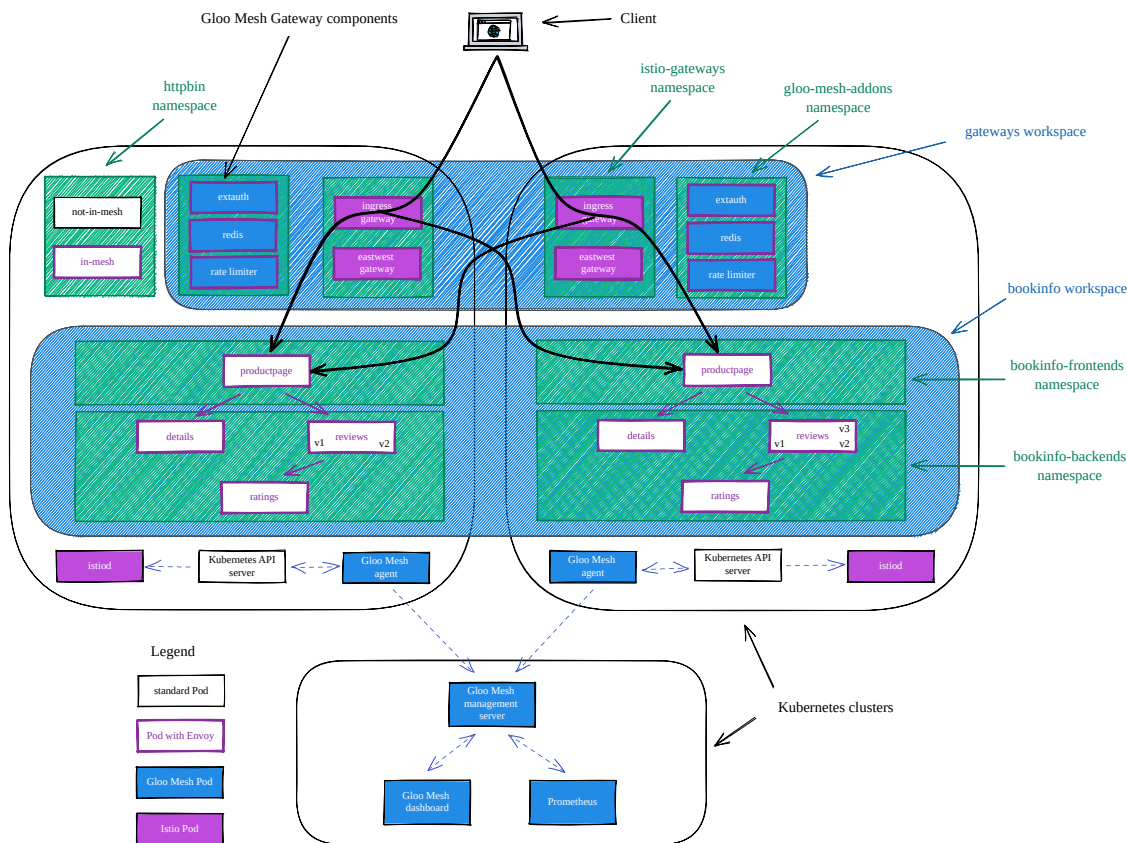 Gloo Mesh Gateway components
Client
httpbin
namespace
istio-gateways
namespace
gloo-mesh-addons
namespace
gateways workspace
not-in-mesh
in-mesh
extauth
redis
rate limiter
ingress
gateway
eastwest
gateway
ingress
gateway
eastwest
gateway
extauth
redis
rate limiter
bookinfo workspace
productpage
productpage
bookinfo-frontends
namespace
details
reviews
v1
v2
details
reviews
v3
v1
v2
bookinfo-backends
namespace
ratings
ratings
istiod
Kubernetes API
server
Gloo Mesh
agent
Gloo Mesh
agent
Kubernetes API
server
istiod
Legend
standard Pod
Pod with Envoy
Gloo Mesh Pod
Istio Pod
Gloo Mesh
management
server
Kubernetes clusters
Gloo Mesh
dashboard
Prometheus